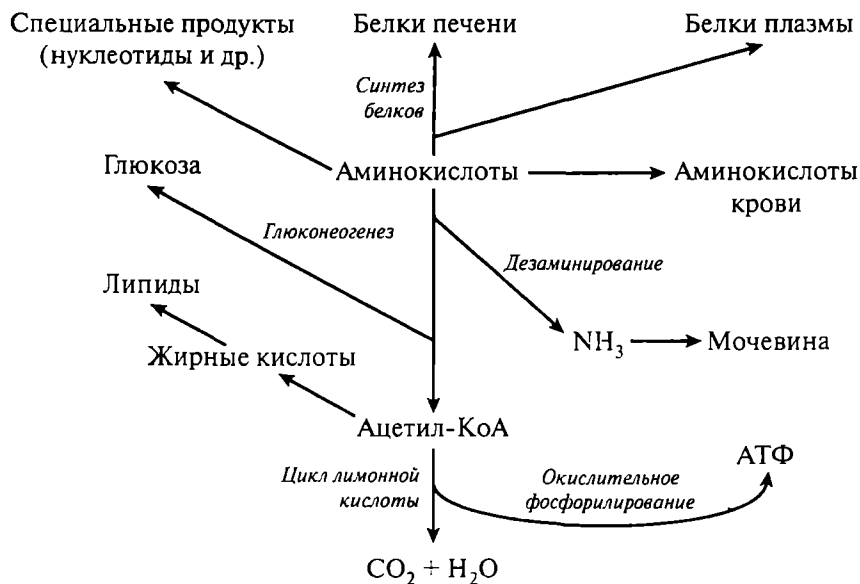 Специальные продукты
(нуклеотиды и др.)
Белки печени
Белки плазмы
Синтез
белков
Глюкоза
Аминокислоты
Аминокислоты
крови
Глюконеогенез
Дезаминирование
Липиды
NH₃
Мочевина
Жирные кислоты
Ацетил-КоА
АТФ
Цикл лимонной
кислоты
Окислительное
фосфорилирование
CO₂ + H₂O